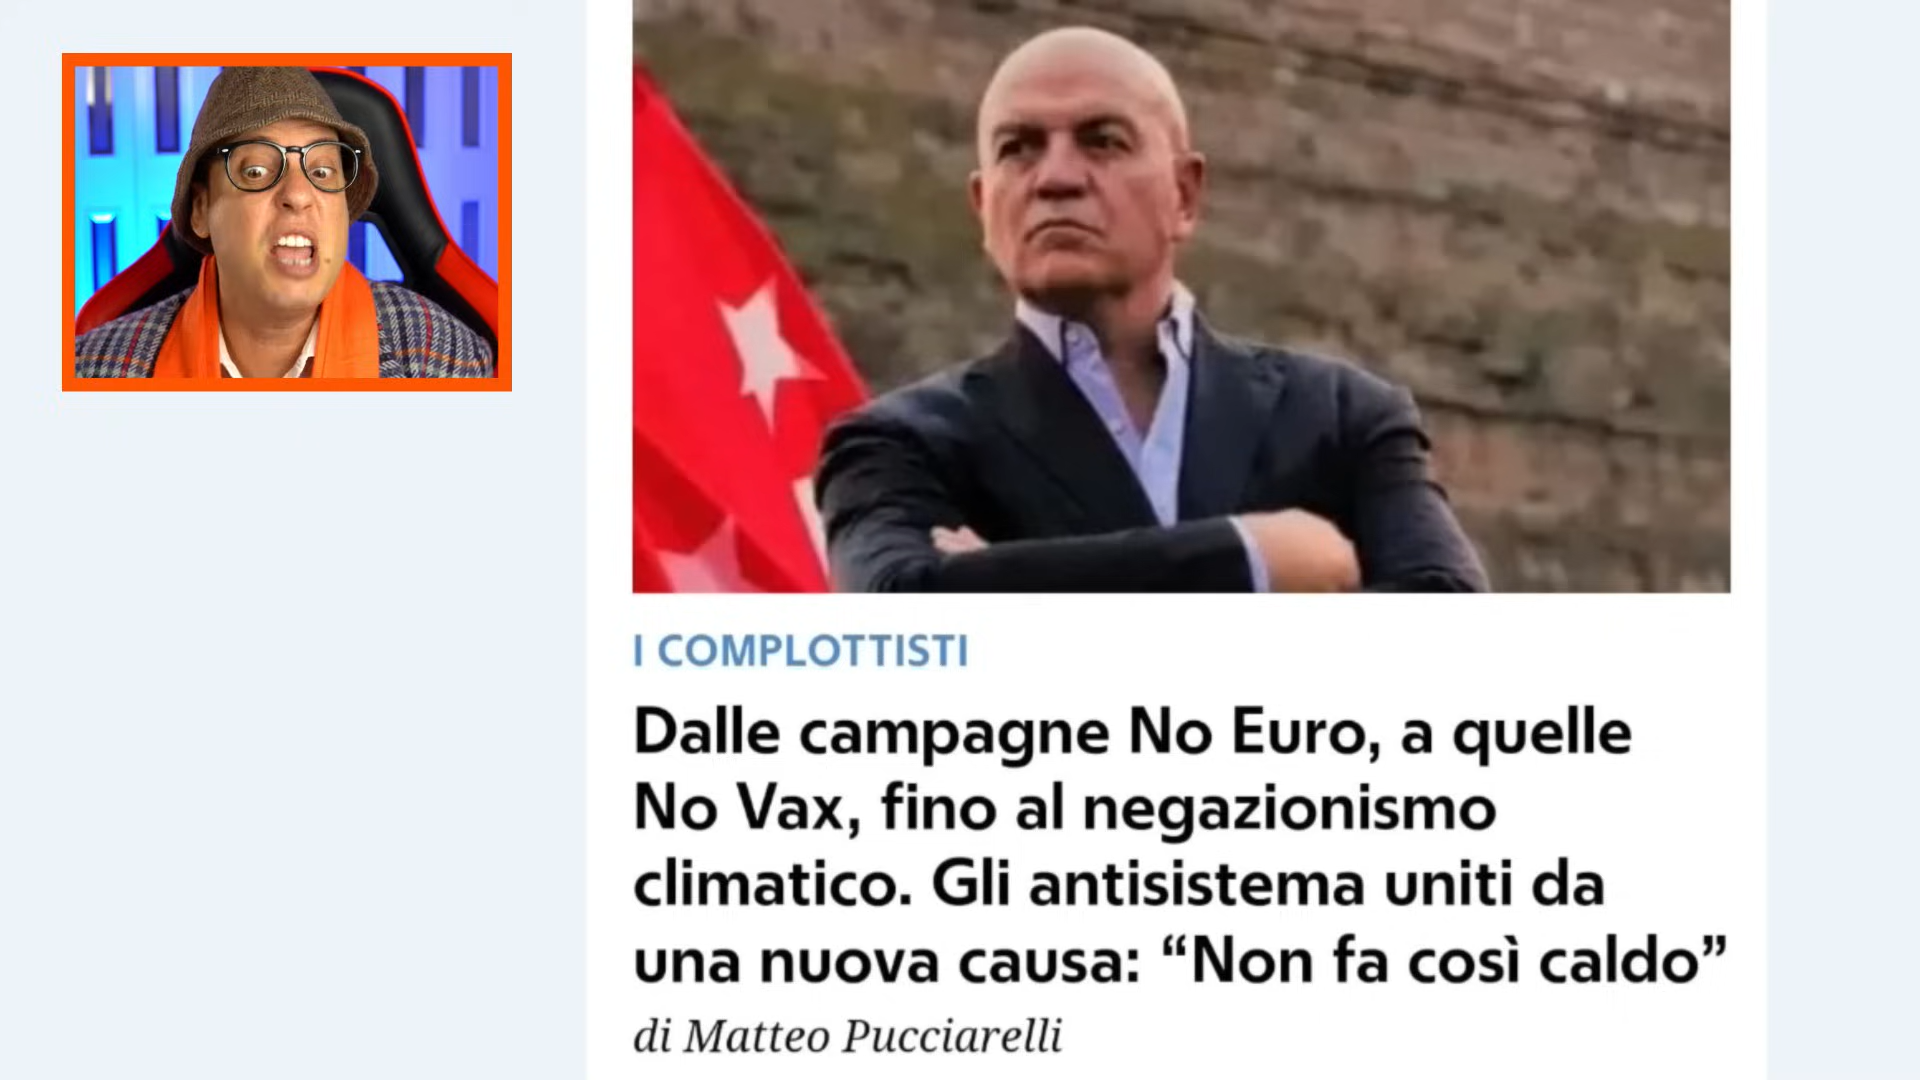 I COMPLOTTISTI
Dalle campagne No Euro, a quelle
No Vax, fino al negazionismo
climatico. Gli antisistema uniti da
una nuova causa: “Non fa così caldo”
di Matteo Pucciarelli